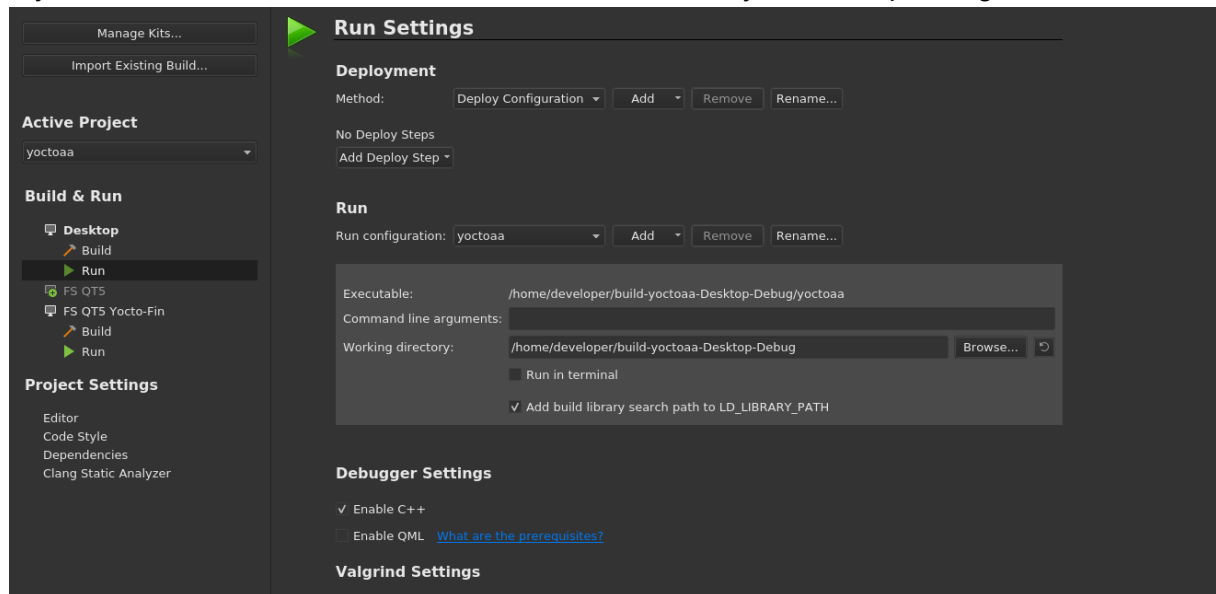 Manage Kits...
Import Existing Build...
Active Project
yoctoaa
Build & Run
Desktop
Build
Run
FS QT5
FS QT5 Yocto-Fin
Build
Run
Project Settings
Editor
Code Style
Dependencies
Clang Static Analyzer
Run Settings
Deployment
Method: Deploy Configuration Add Remove Rename...
No Deploy Steps
Add Deploy Step
Run
Run configuration: yoctoaa Add Remove Rename...
Executable: /home/developer/build-yoctoaa-Desktop-Debug/yoctoaa
Command line arguments:
Working directory: /home/developer/build-yoctoaa-Desktop-Debug Browse...
Run in terminal
Add build library search path to LD_LIBRARY_PATH
Debugger Settings
Enable C++
Enable QML What are the prerequisites?
Valgrind Settings